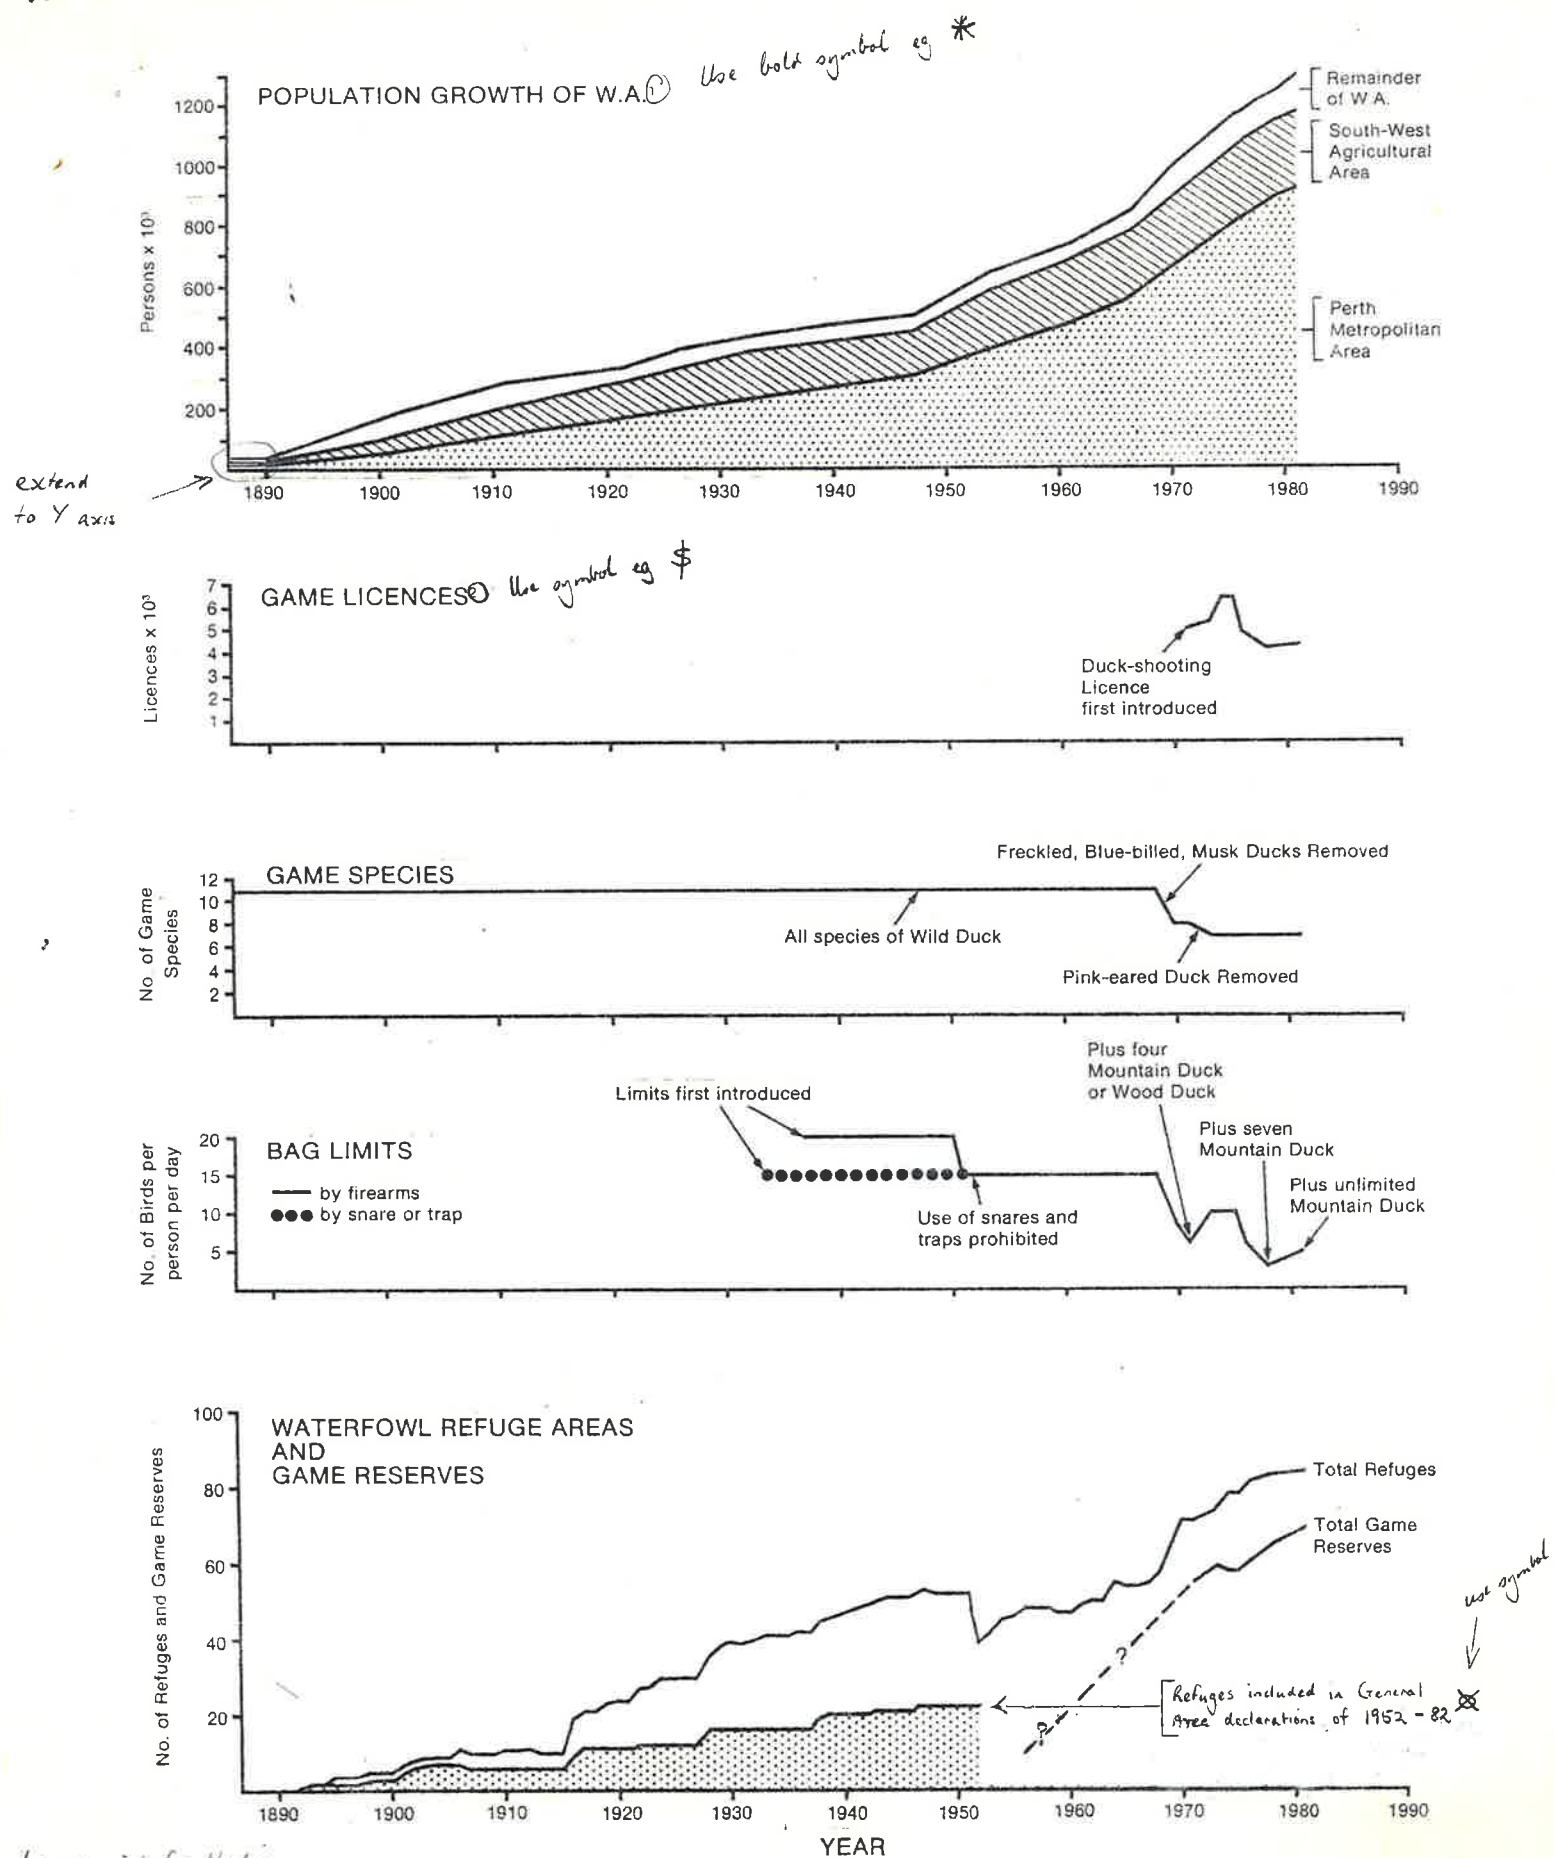 Use bold symbol eg *
POPULATION GROWTH OF W.A. ①
Persons x 10³
1200
1000
800
600
400
200
Remainder
of W.A.
South-West
Agricultural
Area
Perth
Metropolitan
Area
extend
to Y axis
1890 1900 1910 1920 1930 1940 1950 1960 1970 1980 1990
GAME LICENCES ② Use symbol eg $
Licences x 10³
7
6
5
4
3
2
1
Duck-shooting
Licence
first introduced
GAME SPECIES
No. of Game
Species
12
10
8
6
4
2
Freckled, Blue-billed, Musk Ducks Removed
All species of Wild Duck
Pink-eared Duck Removed
BAG LIMITS
by firearms
by snare or trap
No. of Birds per
person per day
20
15
10
5
Limits first introduced
Use of snares and
traps prohibited
Plus four
Mountain Duck
or Wood Duck
Plus seven
Mountain Duck
Plus unlimited
Mountain Duck
WATERFOWL REFUGE AREAS
AND
GAME RESERVES
No. of Refuges and Game Reserves
100
80
60
40
20
Total Refuges
Total Game
Reserves
use symbol
?
?
Refuges included in General
Area declarations of 1952-82
1890 1900 1910 1920 1930 1940 1950 1960 1970 1980 1990
YEAR